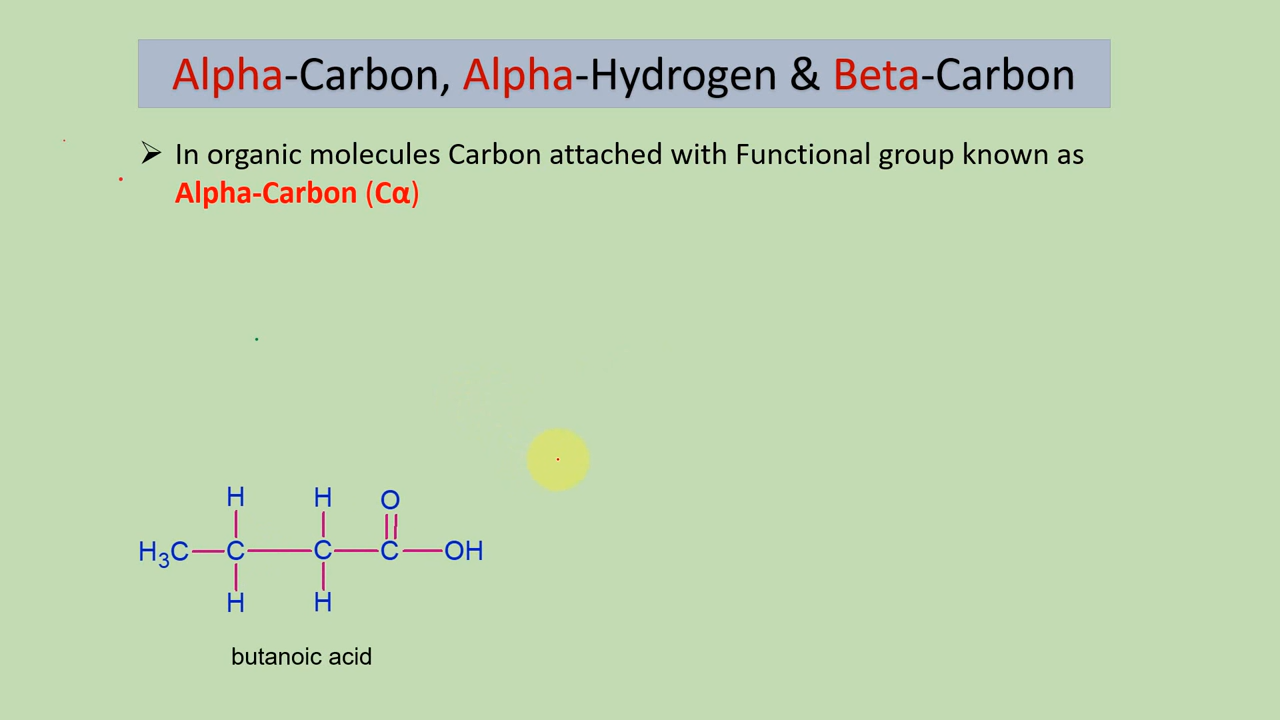 Alpha-Carbon, Alpha-Hydrogen & Beta-Carbon
➢ In organic molecules Carbon attached with Functional group known as
Alpha-Carbon (Cα)
H H O
H₃C C C C OH
H H
butanoic acid